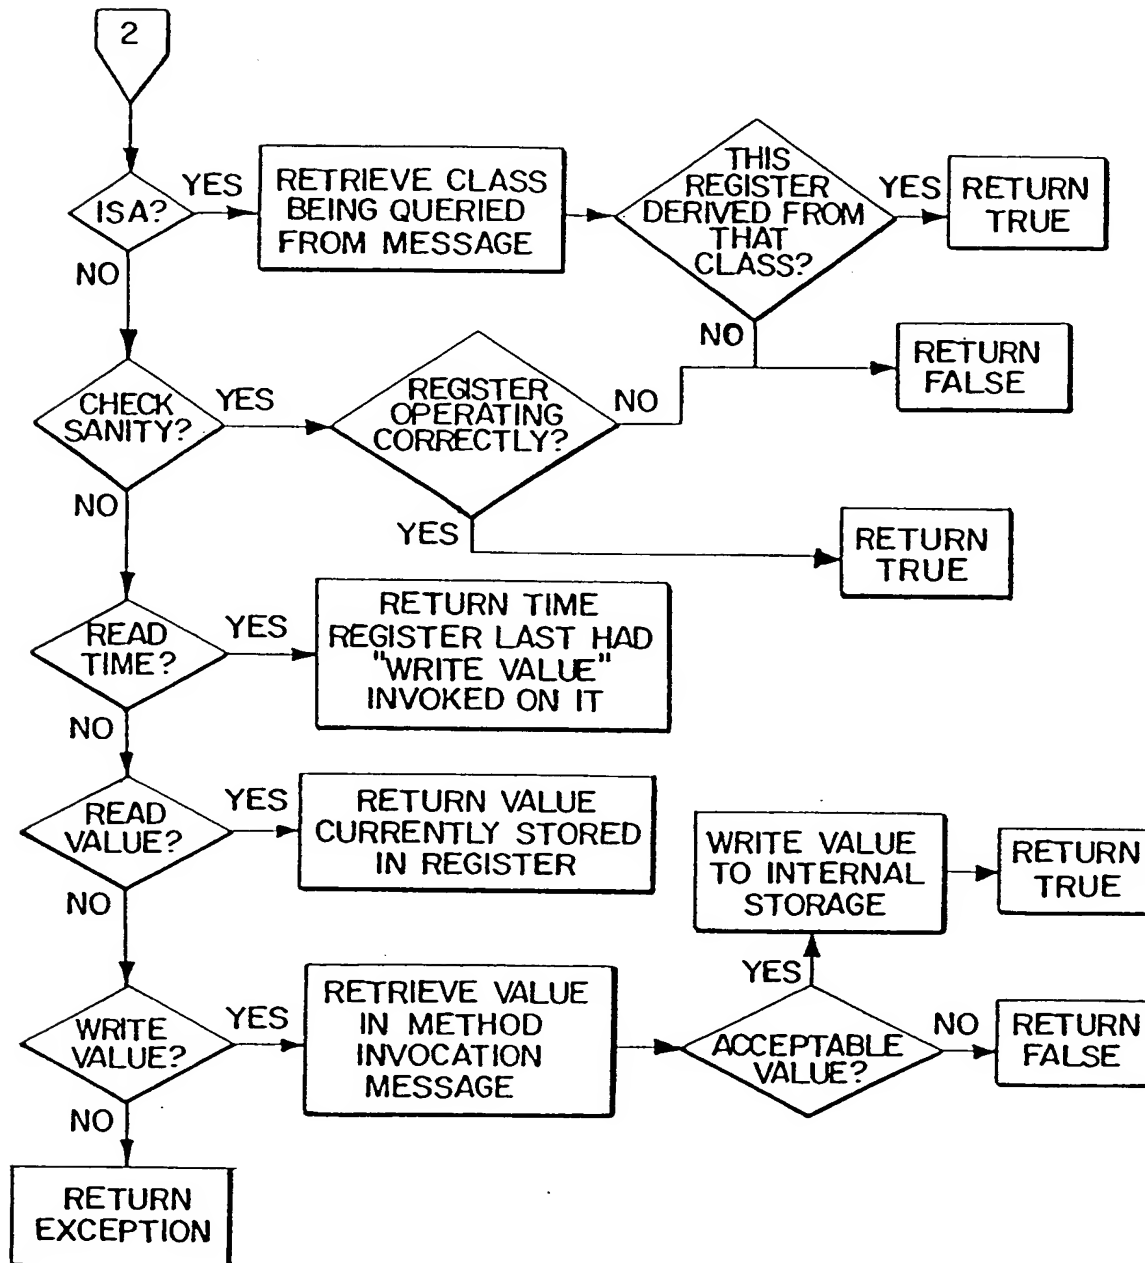 2
ISA?
YES
RETRIEVE CLASS
BEING QUERIED
FROM MESSAGE
THIS
REGISTER
DERIVED FROM
THAT
CLASS?
YES
RETURN
TRUE
NO
NO
RETURN
FALSE
CHECK
SANITY?
YES
REGISTER
OPERATING
CORRECTLY?
NO
YES
RETURN
TRUE
NO
READ
TIME?
YES
RETURN TIME
REGISTER LAST HAD
"WRITE VALUE"
INVOKED ON IT
NO
READ
VALUE?
YES
RETURN VALUE
CURRENTLY STORED
IN REGISTER
NO
WRITE VALUE
TO INTERNAL
STORAGE
RETURN
TRUE
WRITE
VALUE?
YES
RETRIEVE VALUE
IN METHOD
INVOCATION
MESSAGE
YES
ACCEPTABLE
VALUE?
NO
RETURN
FALSE
NO
RETURN
EXCEPTION